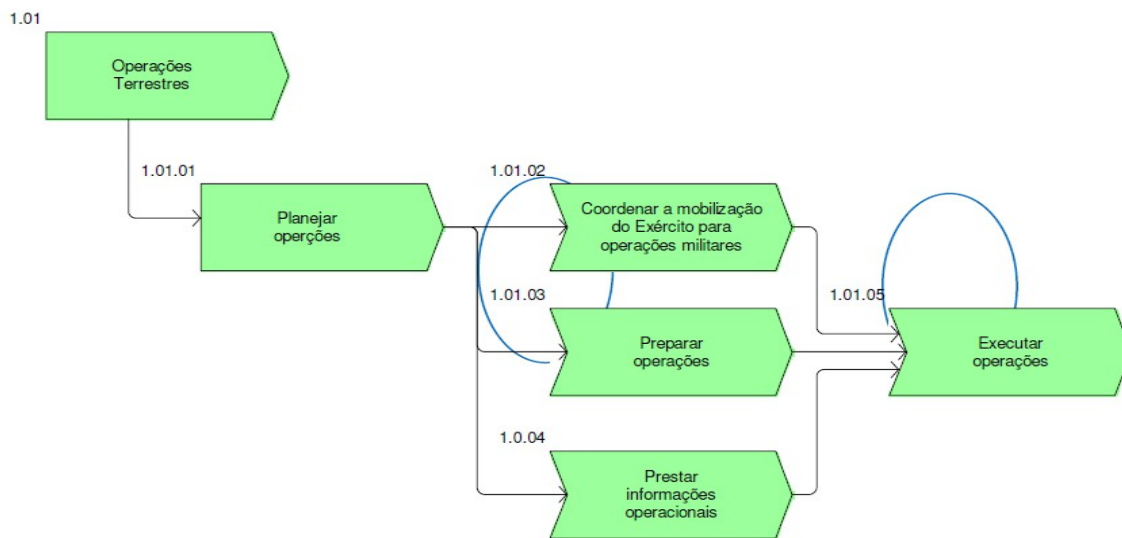 1.01
Operações
Terrestres
1.01.01
Planejar
operções
1.01.02
Coordenar a mobilização
do Exército para
operações militares
1.01.03
Preparar
operações
1.0.04
Prestar
informações
operacionais
1.01.05
Executar
operações